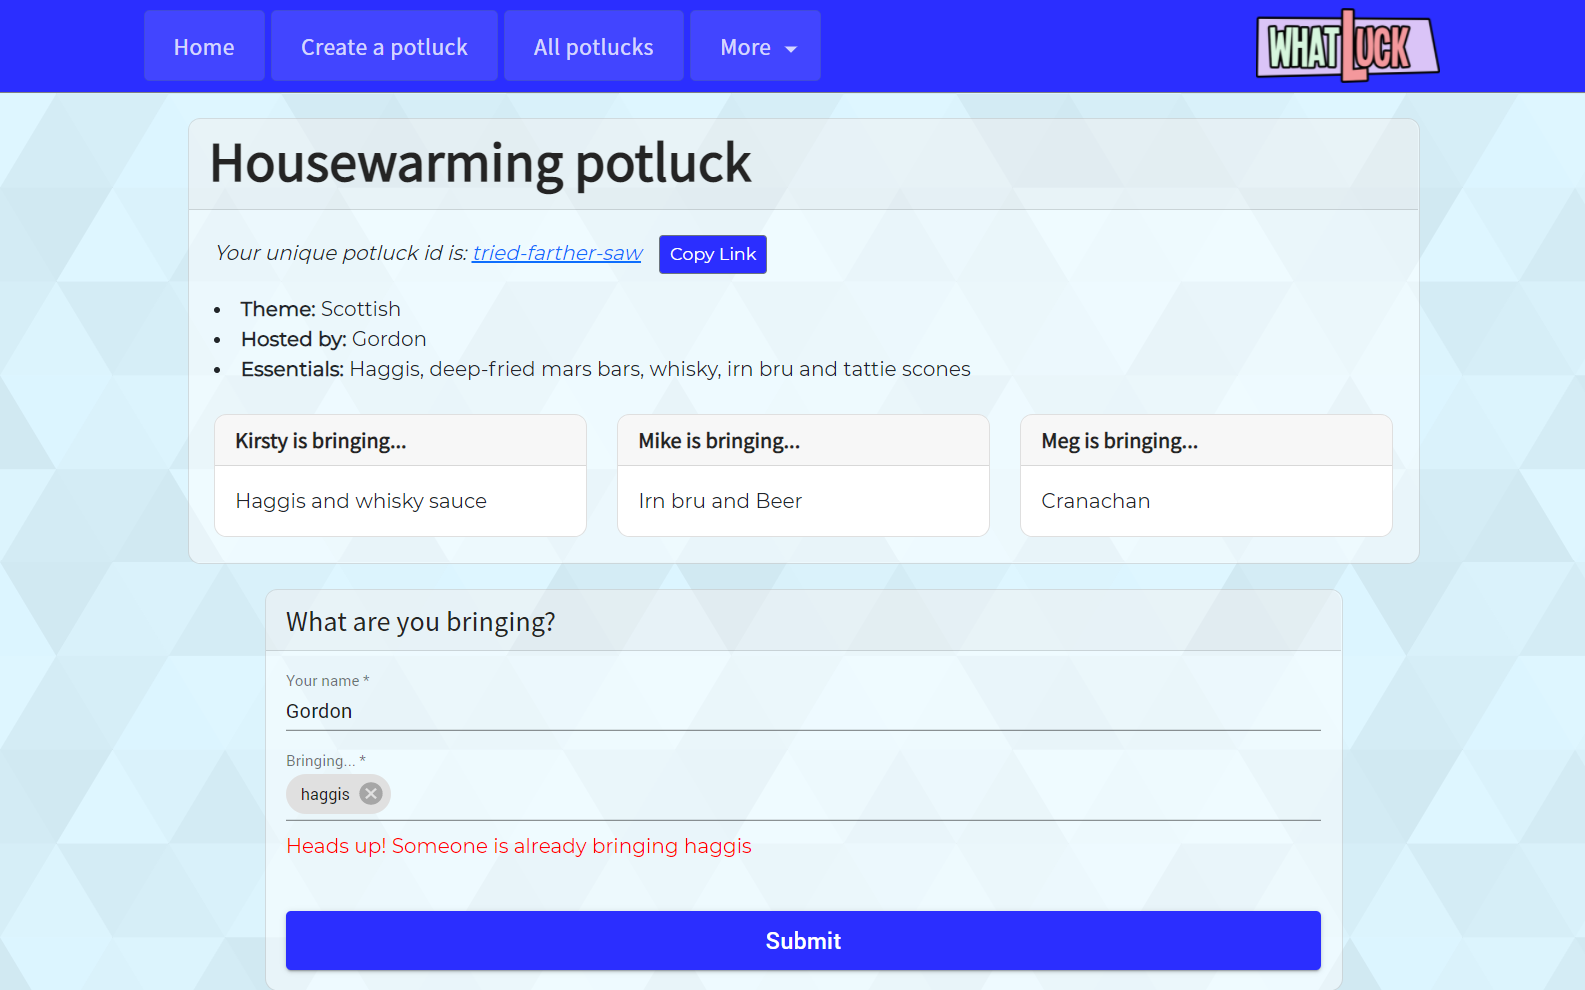 Home
Create a potluck
All potlucks
More
WHATLUCK
Housewarming potluck
Your unique potluck id is: tried-farther-saw
Copy Link
Theme: Scottish
Hosted by: Gordon
Essentials: Haggis, deep-fried mars bars, whisky, irn bru and tattie scones
Kirsty is bringing...
Haggis and whisky sauce
Mike is bringing...
Irn bru and Beer
Meg is bringing...
Cranachan
What are you bringing?
Your name *
Gordon
Bringing... *
haggis
Heads up! Someone is already bringing haggis
Submit